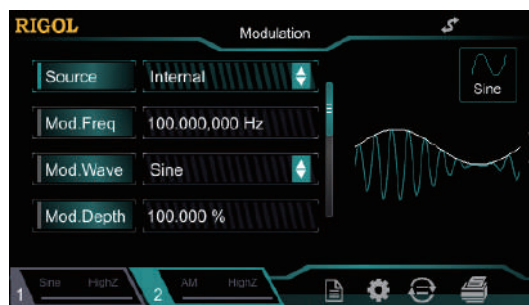 RIGOL
Modulation
Source Internal
Sine
Mod.Freq 100.000,000 Hz
Mod.Wave Sine
Mod.Depth 100.000 %
1 Sine HighZ 2 AM HighZ